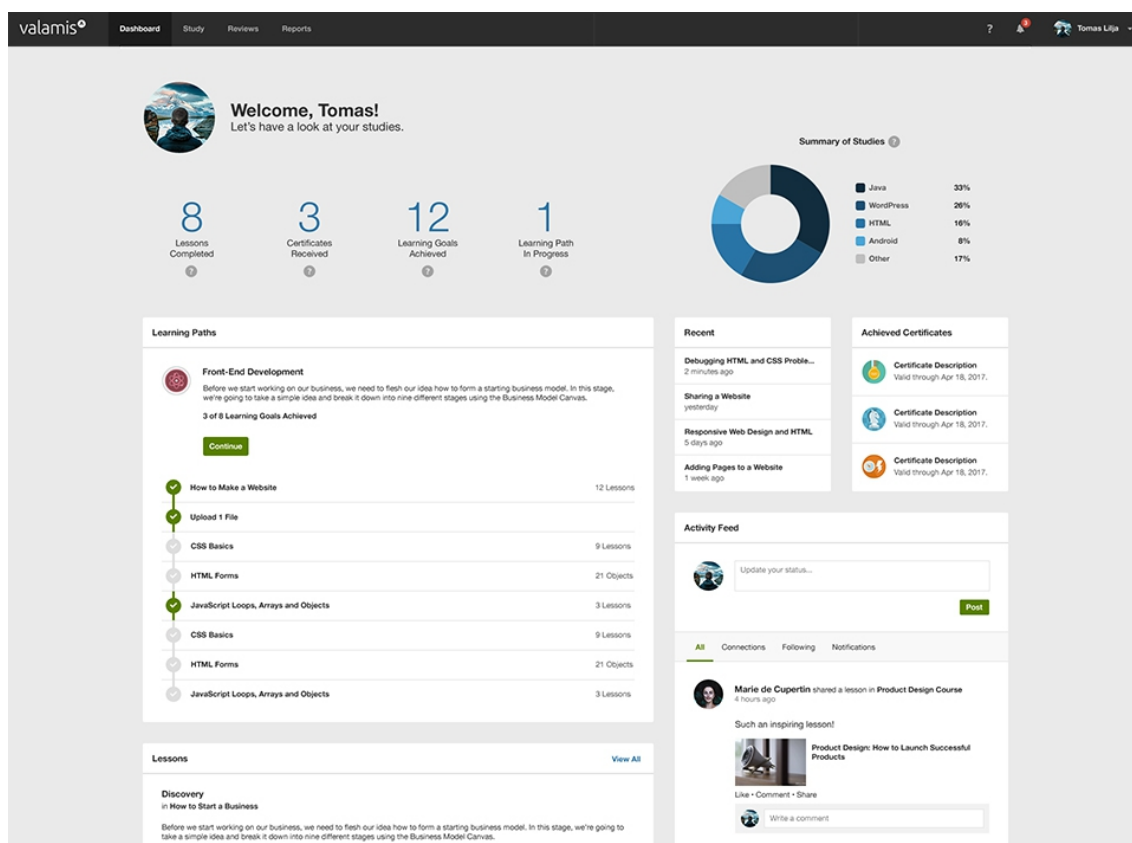 valamis
Dashboard
Study
Reviews
Reports
?
3
Tomas Lilja
Welcome, Tomas!
Let's have a look at your studies.
8
Lessons
Completed
?
3
Certificates
Received
?
12
Learning Goals
Achieved
?
1
Learning Path
In Progress
?
Summary of Studies ?
Java 33%
WordPress 26%
HTML 16%
Android 8%
Other 17%
Learning Paths
Front-End Development
Before we start working on our business, we need to flesh our idea how to form a starting business model. In this stage,
we're going to take a simple idea and break it down into nine different stages using the Business Model Canvas.
3 of 8 Learning Goals Achieved
Continue
How to Make a Website 12 Lessons
Upload 1 File
CSS Basics 9 Lessons
HTML Forms 21 Objects
JavaScript Loops, Arrays and Objects 3 Lessons
CSS Basics 9 Lessons
HTML Forms 21 Objects
JavaScript Loops, Arrays and Objects 3 Lessons
Lessons View All
Discovery
in How to Start a Business
Before we start working on our business, we need to flesh our idea how to form a starting business model. In this stage, we're going to
take a simple idea and break it down into nine different stages using the Business Model Canvas.
Recent
Debugging HTML and CSS Proble...
2 minutes ago
Sharing a Website
yesterday
Responsive Web Design and HTML
5 days ago
Adding Pages to a Website
1 week ago
Achieved Certificates
Certificate Description
Valid through Apr 18, 2017.
Certificate Description
Valid through Apr 18, 2017.
Certificate Description
Valid through Apr 18, 2017.
Activity Feed
Update your status...
Post
All Connections Following Notifications
Marie de Cupertin shared a lesson in Product Design Course
4 hours ago
Such an inspiring lesson!
Product Design: How to Launch Successful
Products
Like • Comment • Share
Write a comment